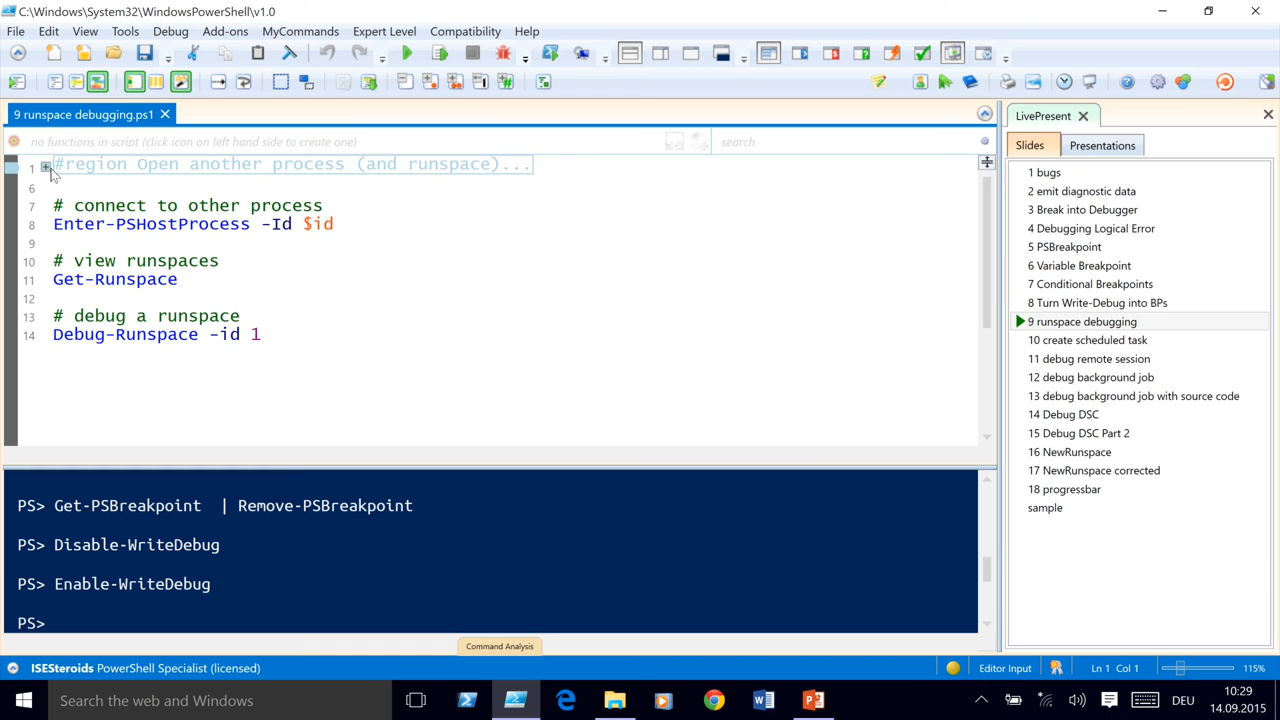 C:\Windows\System32\WindowsPowerShell\v1.0
File Edit View Tools Debug Add-ons MyCommands Expert Level Compatibility Help
9 runspace debugging.ps1
no functions in script (click icon on left hand side to create one)
search
1 #region Open another process (and runspace)...
6
7 # connect to other process
8 Enter-PSHostProcess -Id $id
9
10 # view runspaces
11 Get-Runspace
12
13 # debug a runspace
14 Debug-Runspace -id 1
LivePresent
Slides Presentations
1 bugs
2 emit diagnostic data
3 Break into Debugger
4 Debugging Logical Error
5 PSBreakpoint
6 Variable Breakpoint
7 Conditional Breakpoints
8 Turn Write-Debug into BPs
9 runspace debugging
10 create scheduled task
11 debug remote session
12 debug background job
13 debug background job with source code
14 Debug DSC
15 Debug DSC Part 2
16 NewRunspace
17 NewRunspace corrected
18 progressbar
sample
PS> Get-PSBreakpoint | Remove-PSBreakpoint
PS> Disable-WriteDebug
PS> Enable-WriteDebug
PS>
Command Analysis
ISESteroids PowerShell Specialist (licensed)
Editor Input
Ln 1 Col 1
115%
Search the web and Windows
DEU
10:29
14.09.2015